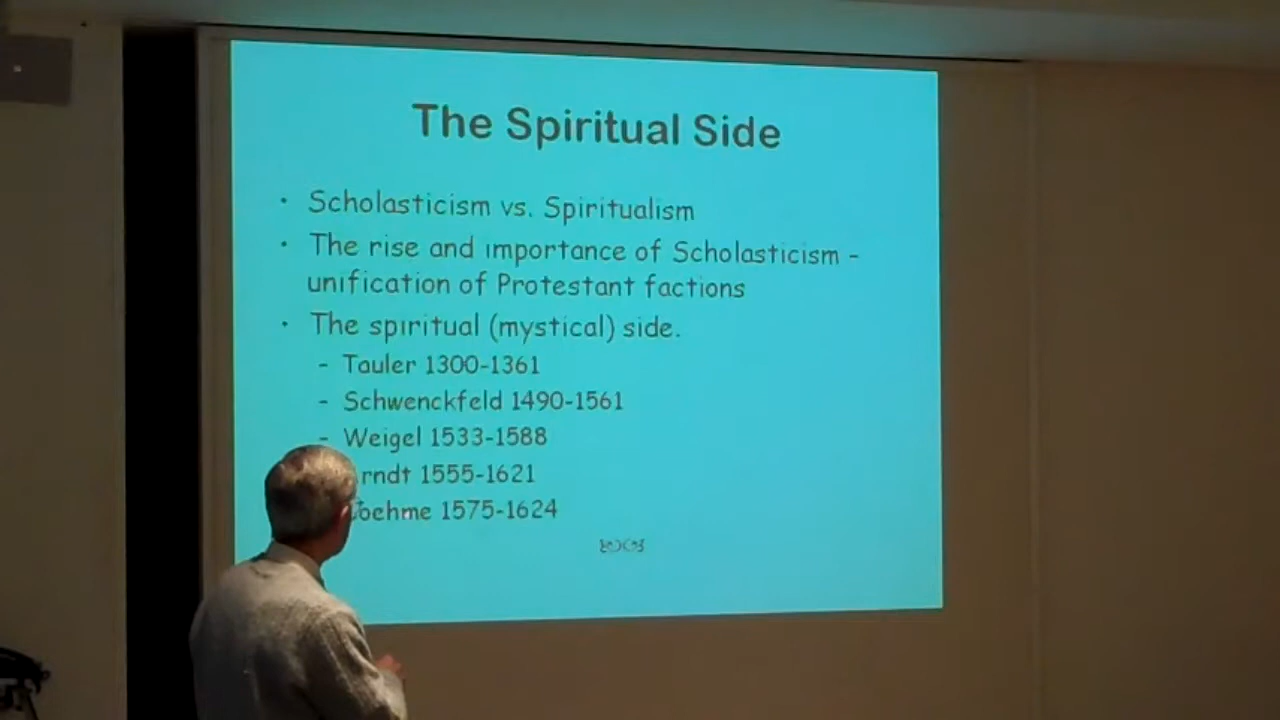 The Spiritual Side
• Scholasticism vs. Spiritualism
• The rise and importance of Scholasticism -
unification of Protestant factions
• The spiritual (mystical) side.
- Tauler 1300-1361
- Schwenckfeld 1490-1561
- Weigel 1533-1588
rndt 1555-1621
oehme 1575-1624